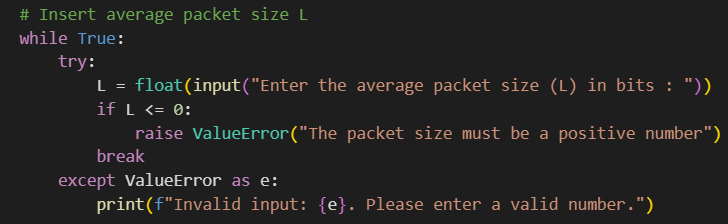 # Insert average packet size L
while True:
    try:
        L = float(input("Enter the average packet size (L) in bits : "))
        if L <= 0:
            raise ValueError("The packet size must be a positive number")
        break
    except ValueError as e:
        print(f"Invalid input: {e}. Please enter a valid number.")